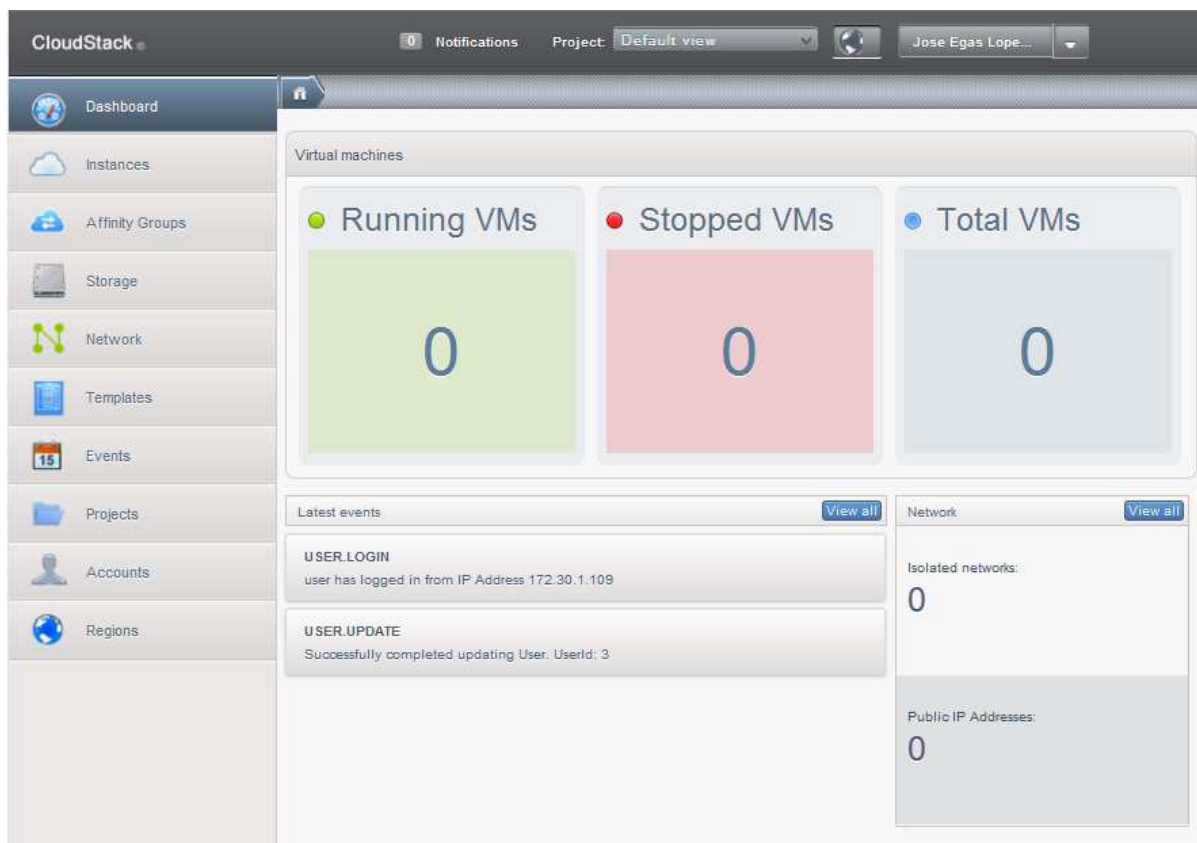 CloudStack
0 Notifications Project: Default view Jose Egas Lope...
Dashboard
Instances
Affinity Groups
Storage
Network
Templates
15
Events
Projects
Accounts
Regions
Virtual machines
Running VMs
0
Stopped VMs
0
Total VMs
0
Latest events View all
USER.LOGIN
user has logged in from IP Address 172.30.1.109
USER.UPDATE
Successfully completed updating User. UserId: 3
Network View all
Isolated networks:
0
Public IP Addresses:
0